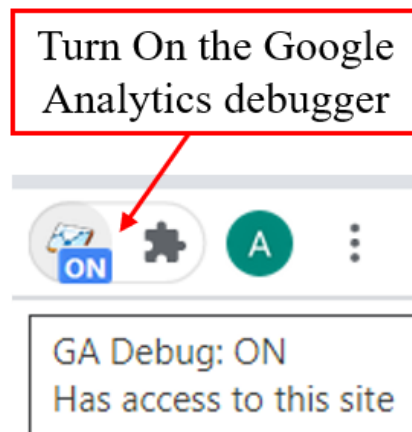 Turn On the Google
Analytics debugger
ON
A
GA Debug: ON
Has access to this site